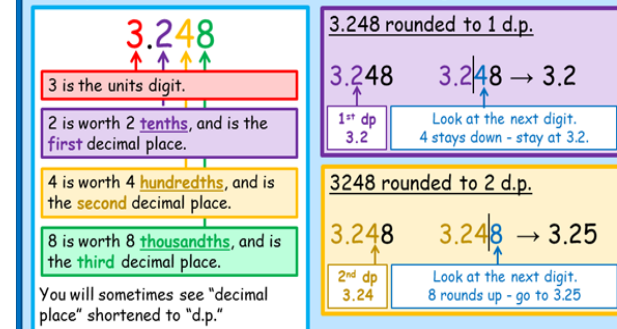 3.248
3 is the units digit.
2 is worth 2 tenths, and is the
first decimal place.
4 is worth 4 hundredths, and is
the second decimal place.
8 is worth 8 thousandths, and is
the third decimal place.
You will sometimes see “decimal
place” shortened to “d.p.”
3.248 rounded to 1 d.p.
3.248 3.2|48 → 3.2
1st dp
3.2
Look at the next digit.
4 stays down - stay at 3.2.
3248 rounded to 2 d.p.
3.248 3.24|8 → 3.25
2nd dp
3.24
Look at the next digit.
8 rounds up - go to 3.25